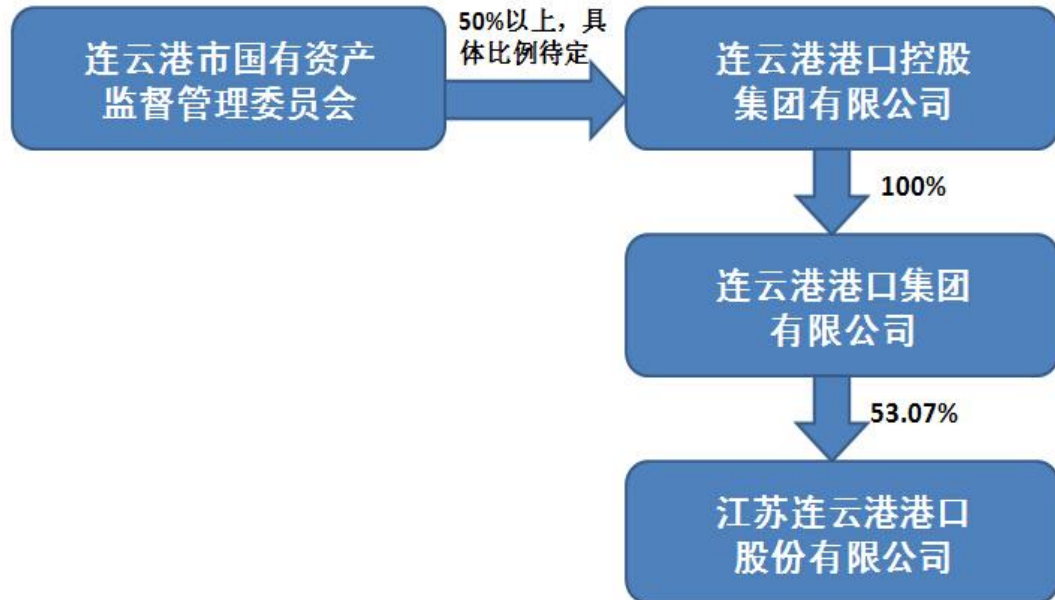 连云港市国有资产
监督管理委员会
50%以上，具
体比例待定
连云港港口控股
集团有限公司
100%
连云港港口集团
有限公司
53.07%
江苏连云港港口
股份有限公司